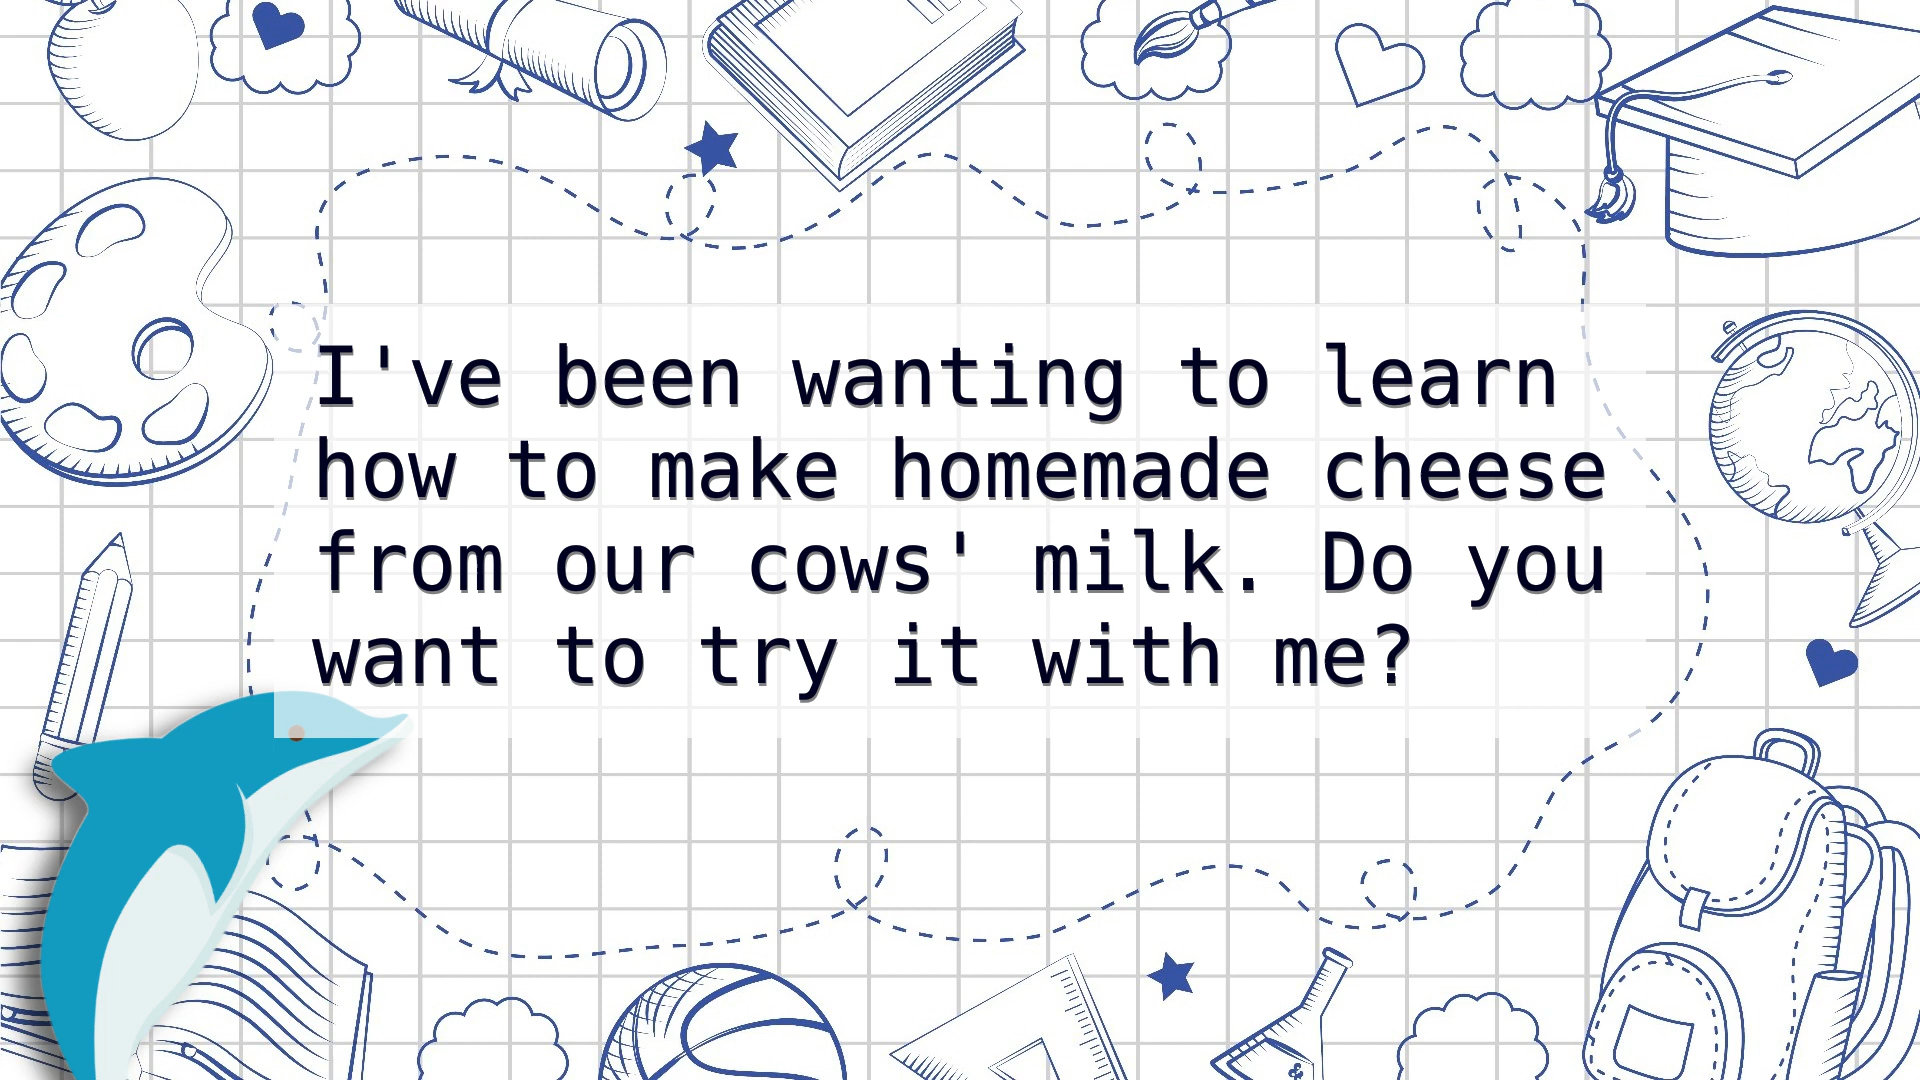 I've been wanting to learn
how to make homemade cheese
from our cows' milk. Do you
want to try it with me?